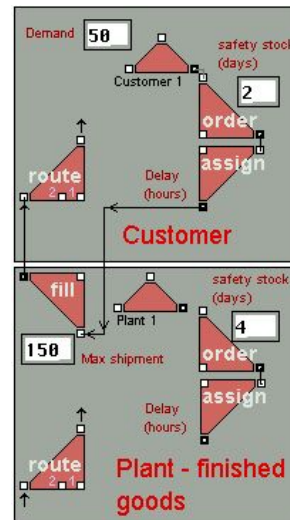 Demand
50
safety stock
(days)
Customer 1
2
order
assign
Delay
(hours)
route
2 1
Customer
fill
safety stock
(days)
Plant 1
4
order
150
Max shipment
assign
Delay
(hours)
route
2 1
Plant - finished
goods